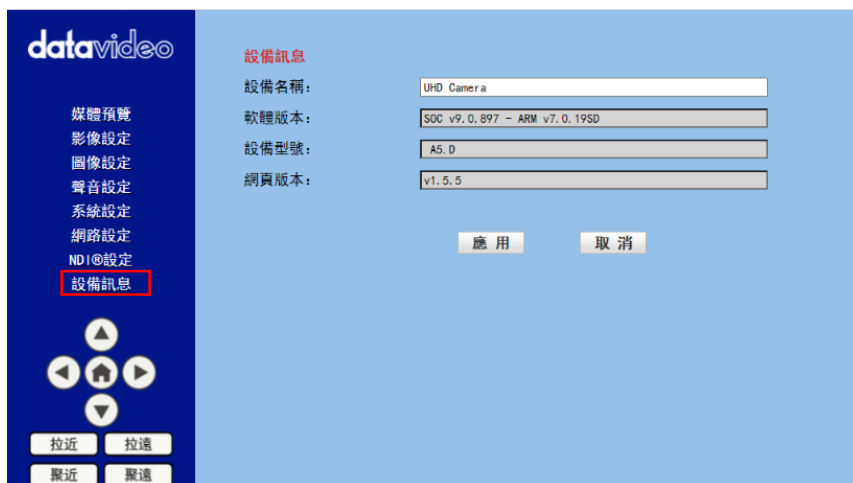 datavideo
媒體預覽
影像設定
圖像設定
聲音設定
系統設定
網路設定
NDI®設定
設備訊息
拉近 拉遠
聚近 聚遠
設備訊息
設備名稱: UHD Camera
軟體版本: SOC v9.0.897 - ARM v7.0.19SD
設備型號: A5.D
網頁版本: v1.5.5
應用 取消